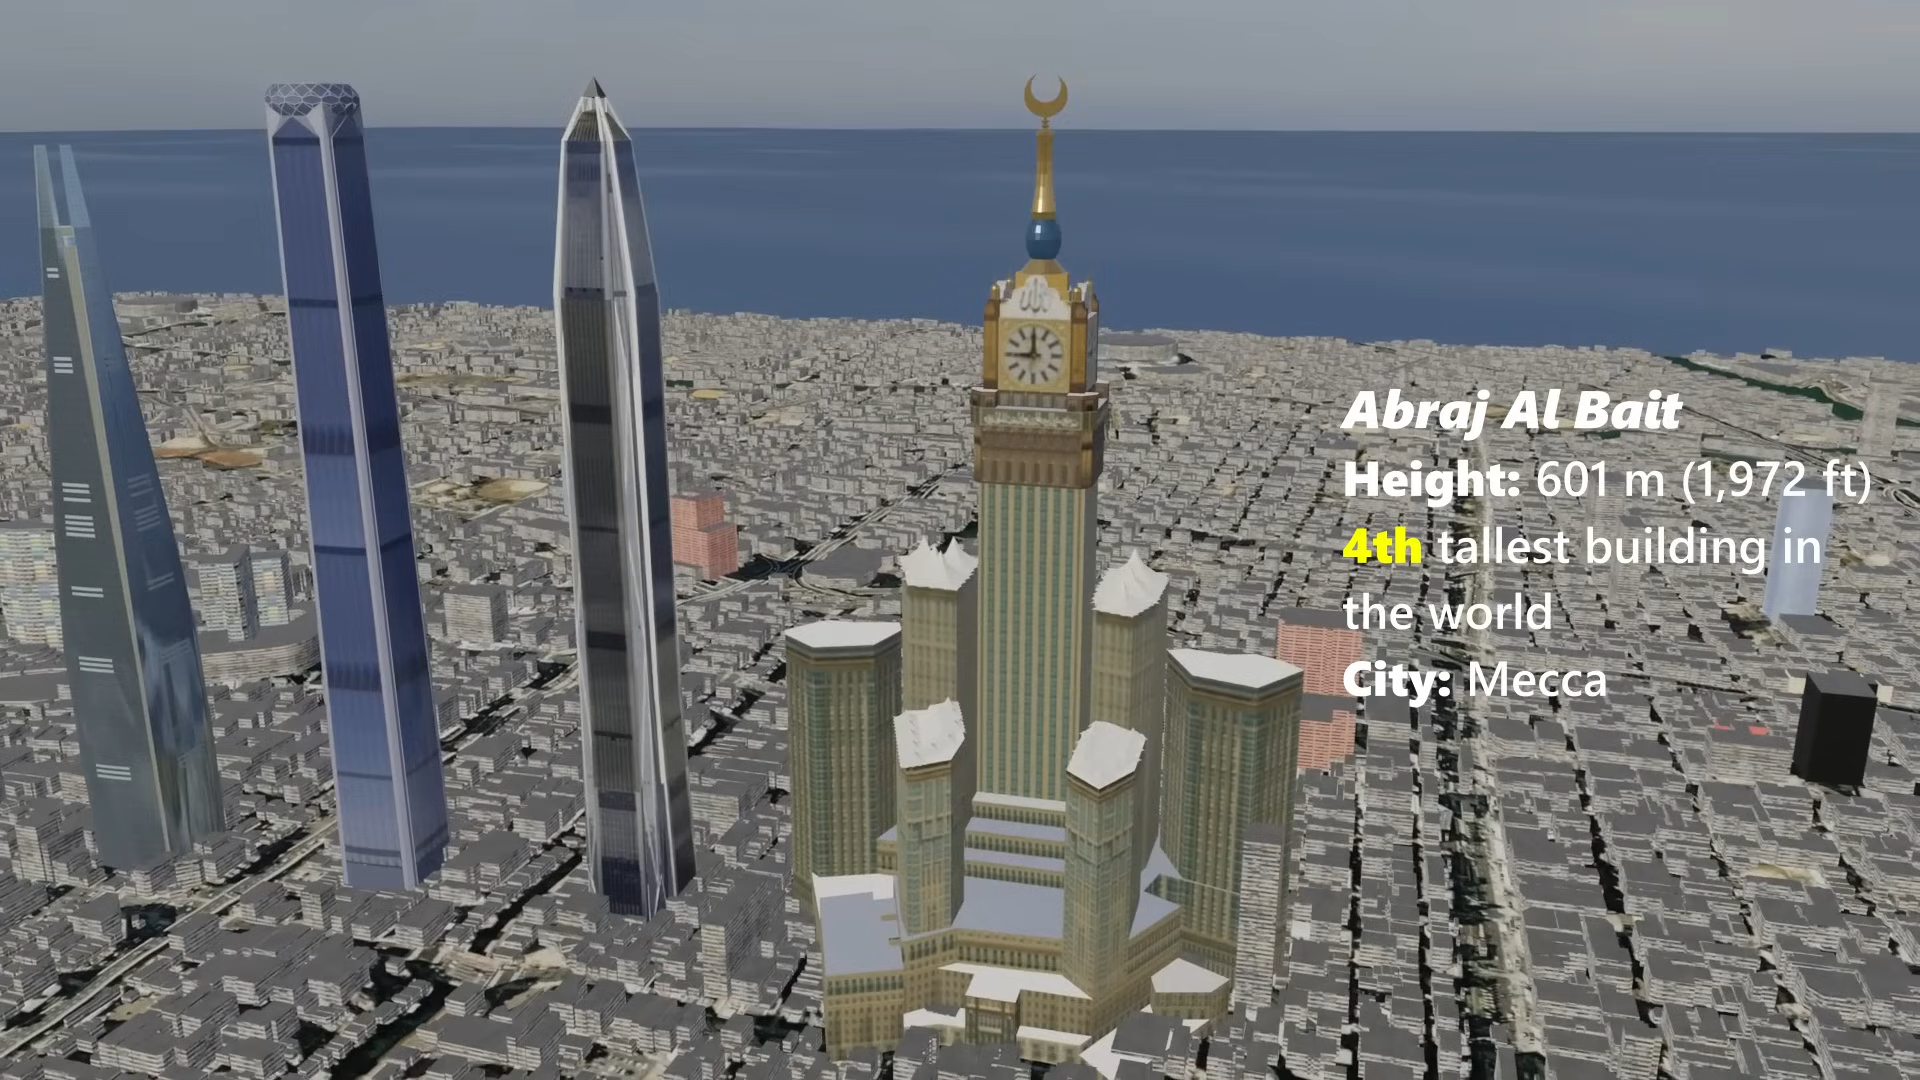 Abraj Al Bait
Height: 601 m (1,972 ft)
4th tallest building in
the world
City: Mecca